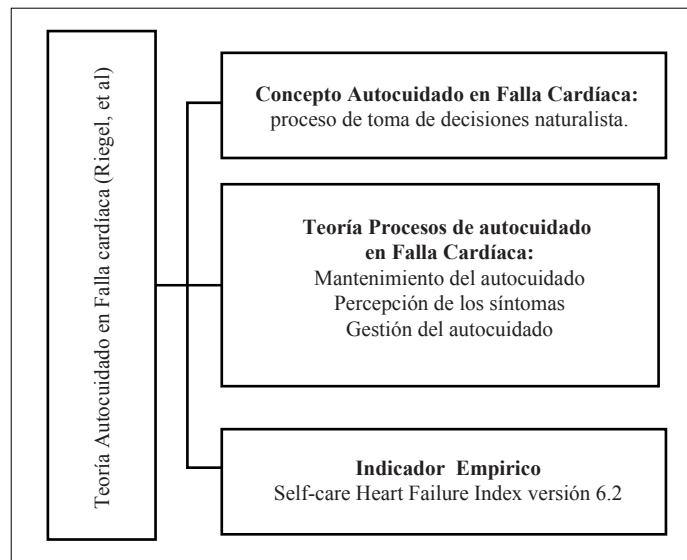 Teoría Autocuidado en Falla cardíaca (Riegel, et al)
Concepto Autocuidado en Falla Cardíaca:
proceso de toma de decisiones naturalista.
Teoría Procesos de autocuidado
en Falla Cardíaca:
Mantenimiento del autocuidado
Percepción de los síntomas
Gestión del autocuidado
Indicador Empirico
Self-care Heart Failure Index versión 6.2